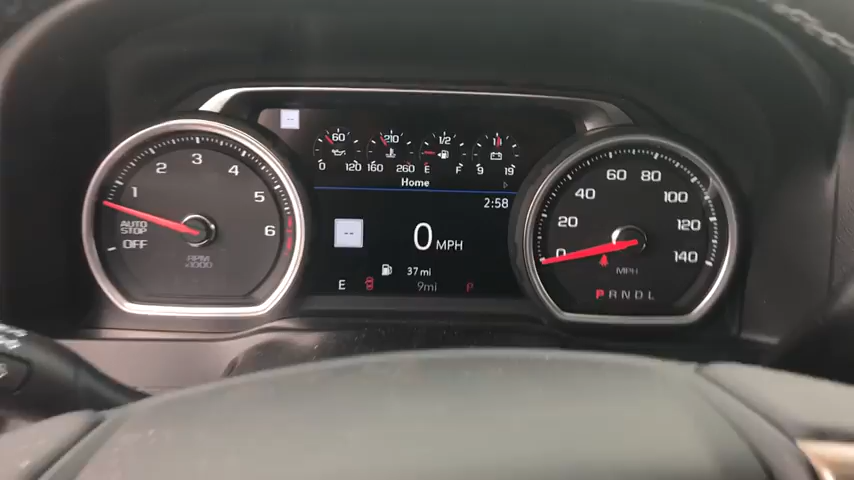 --
60
0 120
210
160 260
1/2
E F
9 19
Home
2:58
--
0 MPH
37 mi
E 9mi P
1 2 3 4 5 6
AUTO STOP
OFF
RPM
x1000
0 20 40 60 80 100 120 140
MPH
PRNDL